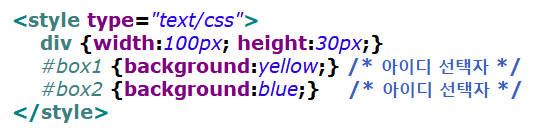 <style type="text/css">
div {width:100px; height:30px;}
#box1 {background:yellow;} /* 아이디 선택자 */
#box2 {background:blue;} /* 아이디 선택자 */
</style>